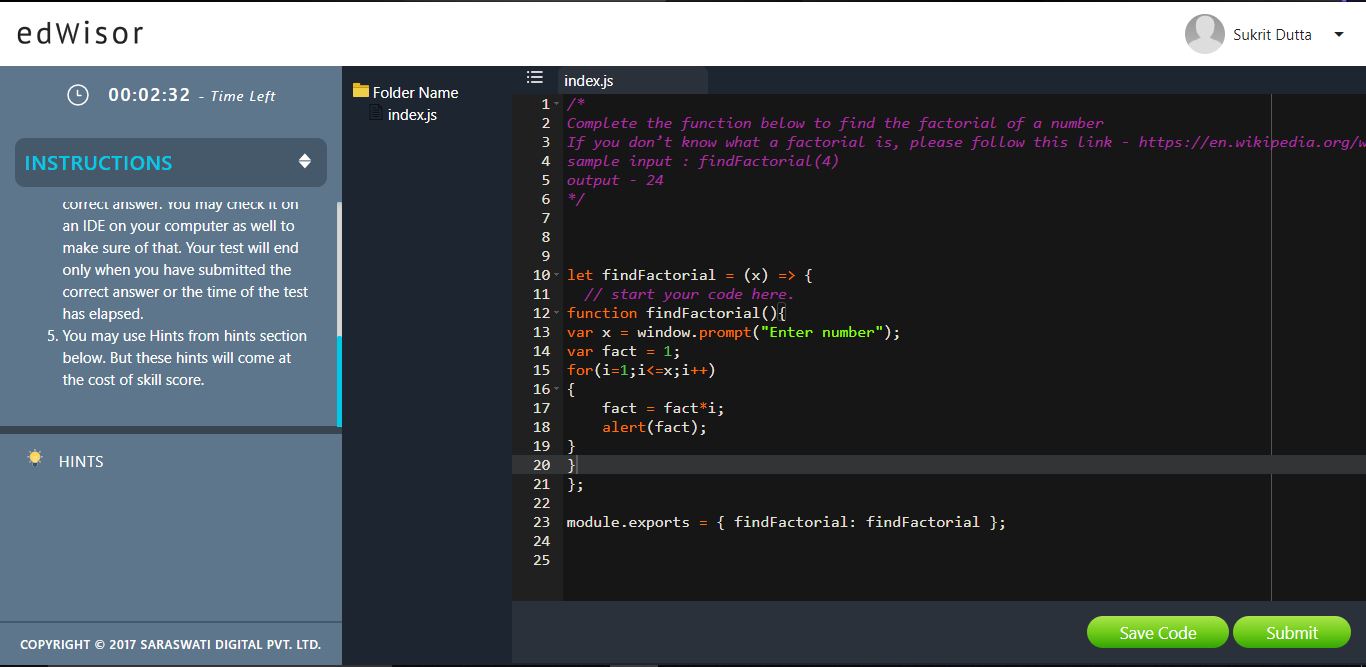 edWisor
Sukrit Dutta
00:02:32 - Time Left
INSTRUCTIONS
correct answer. You may check it on
an IDE on your computer as well to
make sure of that. Your test will end
only when you have submitted the
correct answer or the time of the test
has elapsed.
5. You may use Hints from hints section
below. But these hints will come at
the cost of skill score.
HINTS
COPYRIGHT © 2017 SARASWATI DIGITAL PVT. LTD.
Folder Name
index.js
index.js
1 /*
2 Complete the function below to find the factorial of a number
3 If you don't know what a factorial is, please follow this link - https://en.wikipedia.org/w
4 sample input : findFactorial(4)
5 output - 24
6 */
7
8
9
10 let findFactorial = (x) => {
11 // start your code here.
12 function findFactorial(){
13 var x = window.prompt("Enter number");
14 var fact = 1;
15 for(i=1;i<=x;i++)
16 {
17 fact = fact*i;
18 alert(fact);
19 }
20 }
21 };
22
23 module.exports = { findFactorial: findFactorial };
24
25
Save Code
Submit